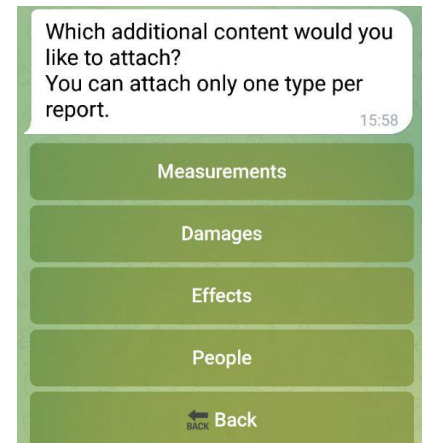 Which additional content would you
like to attach?
You can attach only one type per
report.
15:58
Measurements
Damages
Effects
People
BACK Back